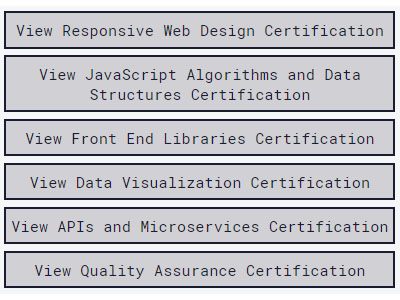 View Responsive Web Design Certification
View JavaScript Algorithms and Data
Structures Certification
View Front End Libraries Certification
View Data Visualization Certification
View APIs and Microservices Certification
View Quality Assurance Certification